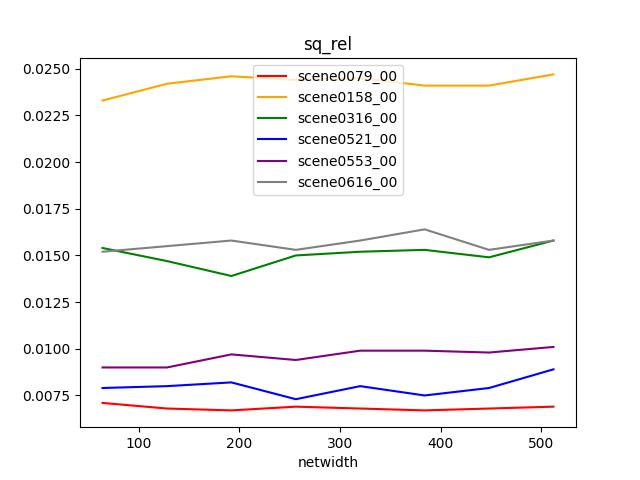 sq_rel
0.0250
0.0225
0.0200
0.0175
0.0150
0.0125
0.0100
0.0075
scene0079_00
scene0158_00
scene0316_00
scene0521_00
scene0553_00
scene0616_00
100 200 300 400 500
netwidth